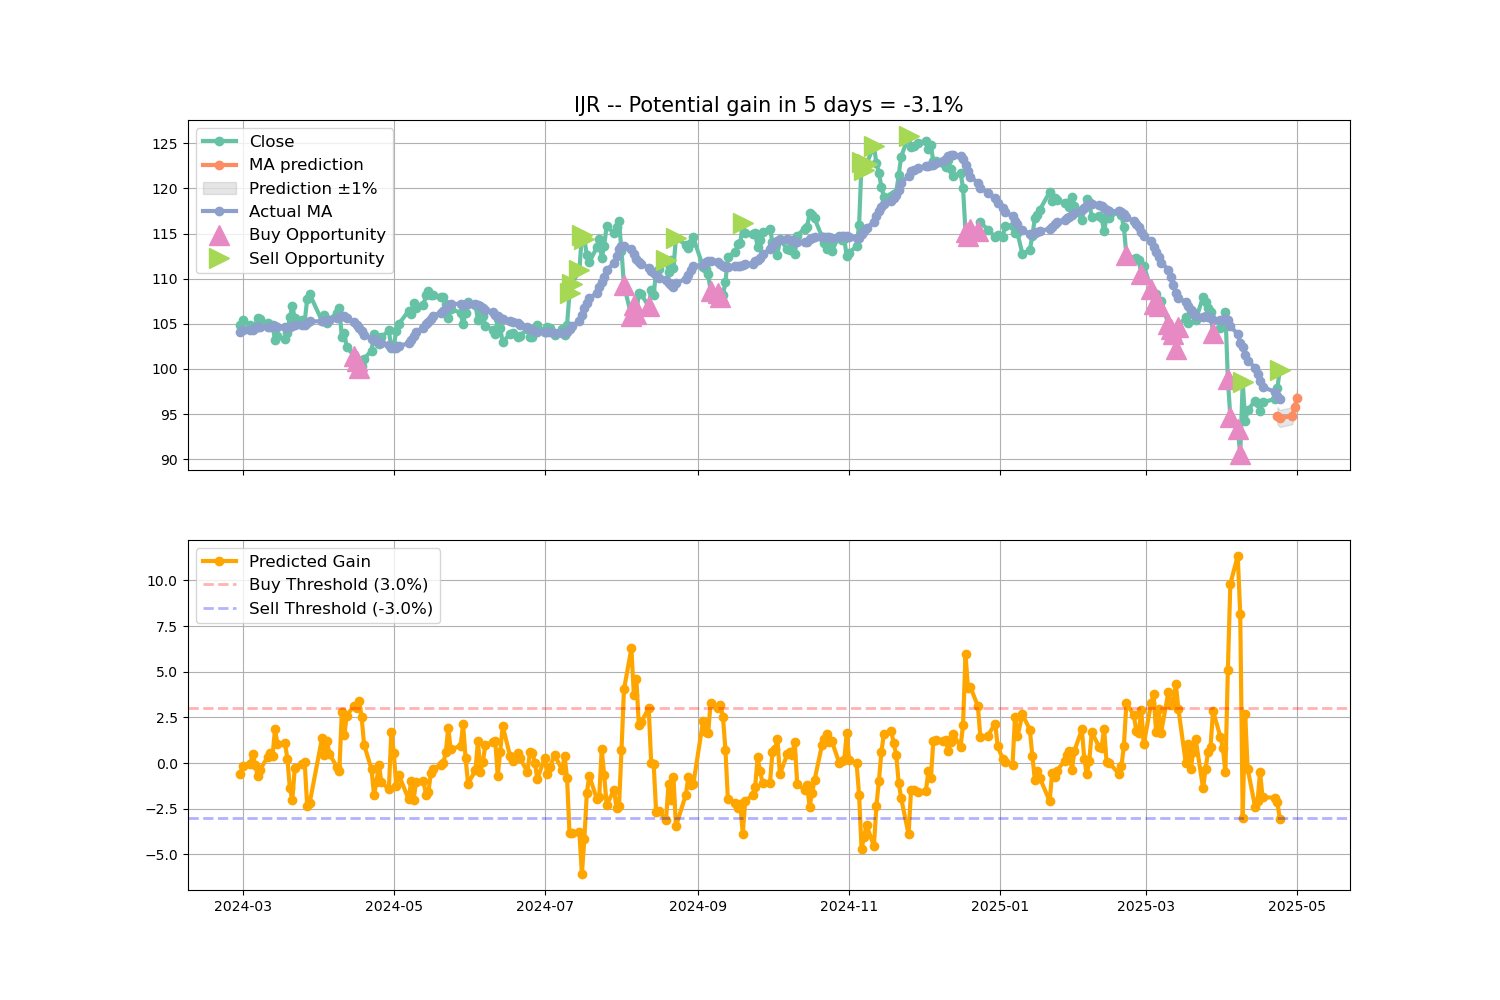 IJR -- Potential gain in 5 days = -3.1%
125
120
115
110
105
100
95
90
Close
MA prediction
Prediction ±1%
Actual MA
Buy Opportunity
Sell Opportunity
10.0
7.5
5.0
2.5
0.0
−2.5
−5.0
Predicted Gain
Buy Threshold (3.0%)
Sell Threshold (-3.0%)
2024-03 2024-05 2024-07 2024-09 2024-11 2025-01 2025-03 2025-05